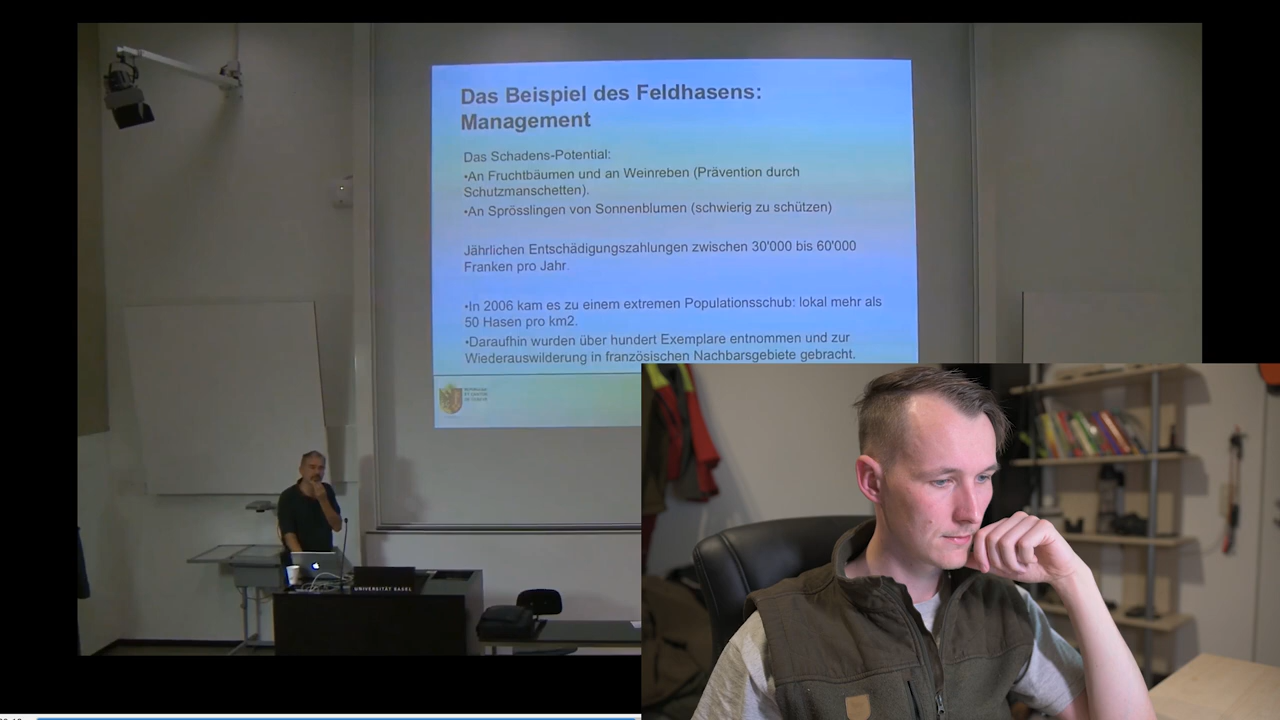 Das Beispiel des Feldhasens:
Management
Das Schadens-Potential:
•An Fruchtbäumen und an Weinreben (Prävention durch
Schutzmanschetten).
•An Sprösslingen von Sonnenblumen (schwierig zu schützen)
Jährlichen Entschädigungszahlungen zwischen 30'000 bis 60'000
Franken pro Jahr.
•In 2006 kam es zu einem extremen Populationsschub: lokal mehr als
50 Hasen pro km2.
•Daraufhin wurden über hundert Exemplare entnommen und zur
Wiederauswilderung in französischen Nachbarsgebiete gebracht.
UNIVERSITÄT BASEL